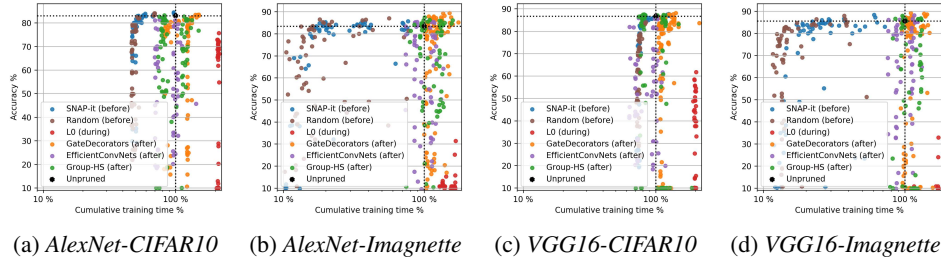 90
80
70
60
50
40
30
20
10
Accuracy %
SNAP-it (before)
Random (before)
L0 (during)
GateDecorators (after)
EfficientConvNets (after)
Group-HS (after)
Unpruned
10 %
100 %
Cumulative training time %
(a) AlexNet-CIFAR10
90
80
70
60
50
40
30
20
10
Accuracy %
SNAP-it (before)
Random (before)
L0 (during)
GateDecorators (after)
EfficientConvNets (after)
Group-HS (after)
Unpruned
10 %
100 %
Cumulative training time %
(b) AlexNet-Imagnette
100
90
80
70
60
50
40
30
20
10
Accuracy %
SNAP-it (before)
Random (before)
L0 (during)
GateDecorators (after)
EfficientConvNets (after)
Group-HS (after)
Unpruned
10 %
100 %
Cumulative training time %
(c) VGG16-CIFAR10
90
80
70
60
50
40
30
20
10
Accuracy %
SNAP-it (before)
Random (before)
L0 (during)
GateDecorators (after)
EfficientConvNets (after)
Group-HS (after)
Unpruned
10 %
100 %
Cumulative training time %
(d) VGG16-Imagnette